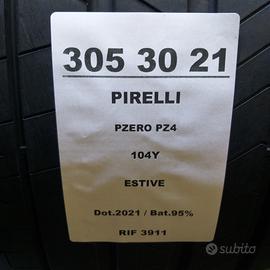 305 30 21
PIRELLI
PZERO PZ4
104Y
ESTIVE
Dot.2021 / Bat.95%
RIF 3911
subito